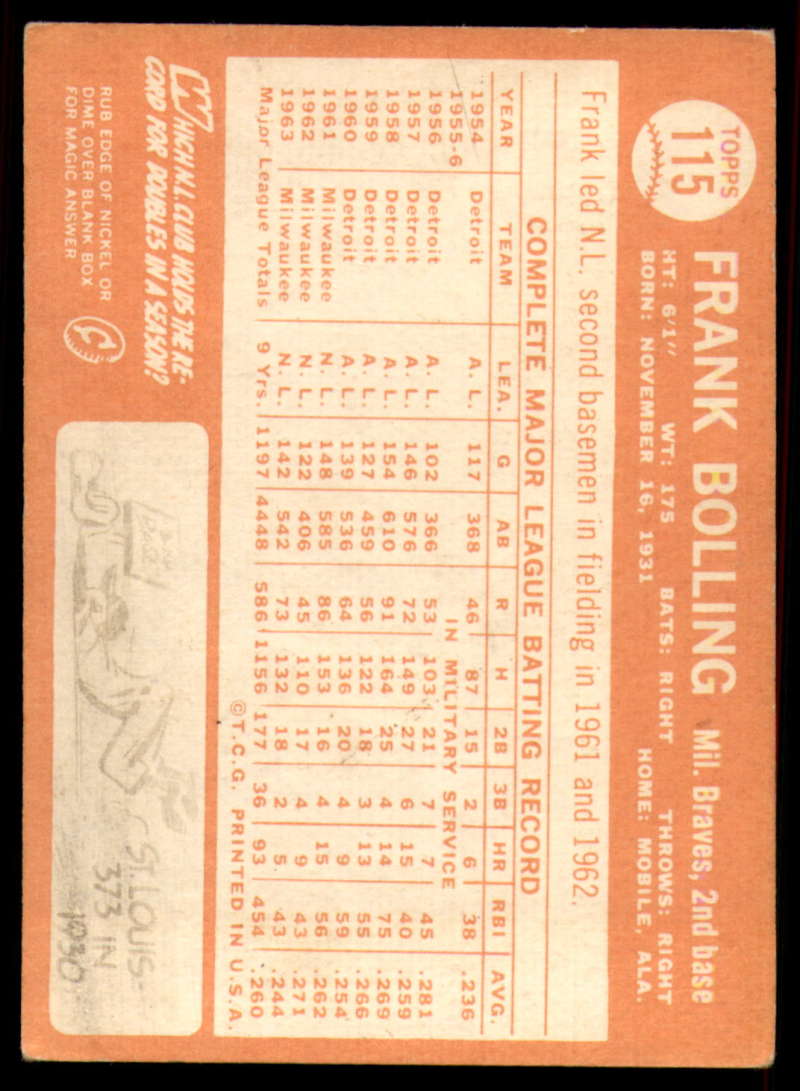 TOPPS
115
FRANK BOLLING Mil. Braves, 2nd base
HT: 6'1" WT: 175 BATS: RIGHT THROWS: RIGHT
BORN: NOVEMBER 16, 1931 HOME: MOBILE, ALA.
Frank led N.L. second basemen in fielding in 1961 and 1962.
COMPLETE MAJOR LEAGUE BATTING RECORD
YEAR TEAM LEA. G AB R H 2B 3B HR RBI AVG.
1954 Detroit A. L. 117 368 46 87 15 2 6 38 .236
1955-6 IN MILITARY SERVICE
1956 Detroit A. L. 102 366 53 103 21 7 7 45 .281
1957 Detroit A. L. 146 576 72 149 27 6 15 40 .259
1958 Detroit A. L. 154 610 91 164 25 4 14 75 .269
1959 Detroit A. L. 127 459 56 122 18 3 13 55 .266
1960 Detroit A. L. 139 536 64 136 20 4 9 59 .254
1961 Milwaukee N. L. 148 585 86 153 16 4 15 56 .262
1962 Milwaukee N. L. 122 406 45 110 17 4 9 43 .271
1963 Milwaukee N. L. 142 542 73 132 18 2 5 43 .244
Major League Totals 9 Yrs. 1197 4448 586 1156 177 36 93 454 .260
©T.C.G. PRINTED IN U.S.A.
WHICH N.L. CLUB HOLDS THE RE-
CORD FOR DOUBLES IN A SEASON?
RUB EDGE OF NICKEL OR
DIME OVER BLANK BOX
FOR MAGIC ANSWER
ST. LOUIS-
373 IN
1930